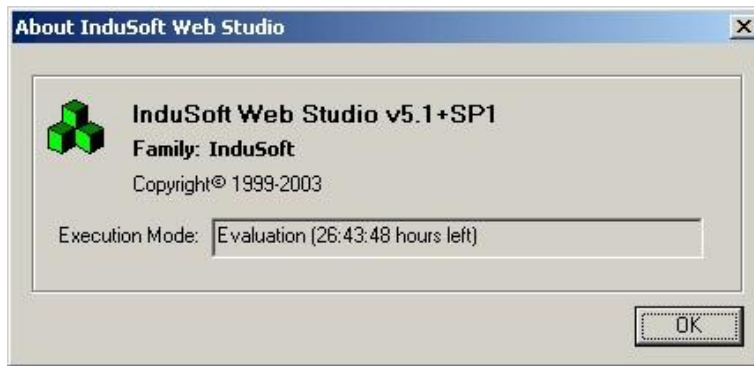 About InduSoft Web Studio
InduSoft Web Studio v5.1+SP1
Family: InduSoft
Copyright© 1999-2003
Execution Mode: Evaluation (26:43:48 hours left)
OK